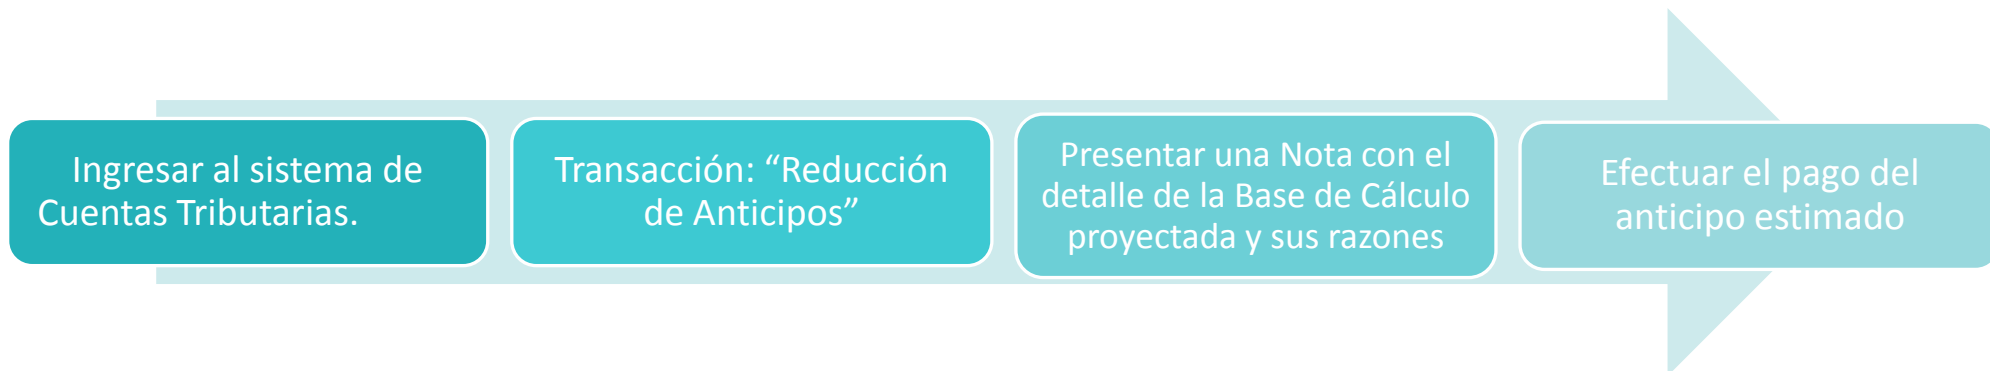 Ingresar al sistema de
Cuentas Tributarias.
Transacción: “Reducción
de Anticipos”
Presentar una Nota con el
detalle de la Base de Cálculo
proyectada y sus razones
Efectuar el pago del
anticipo estimado